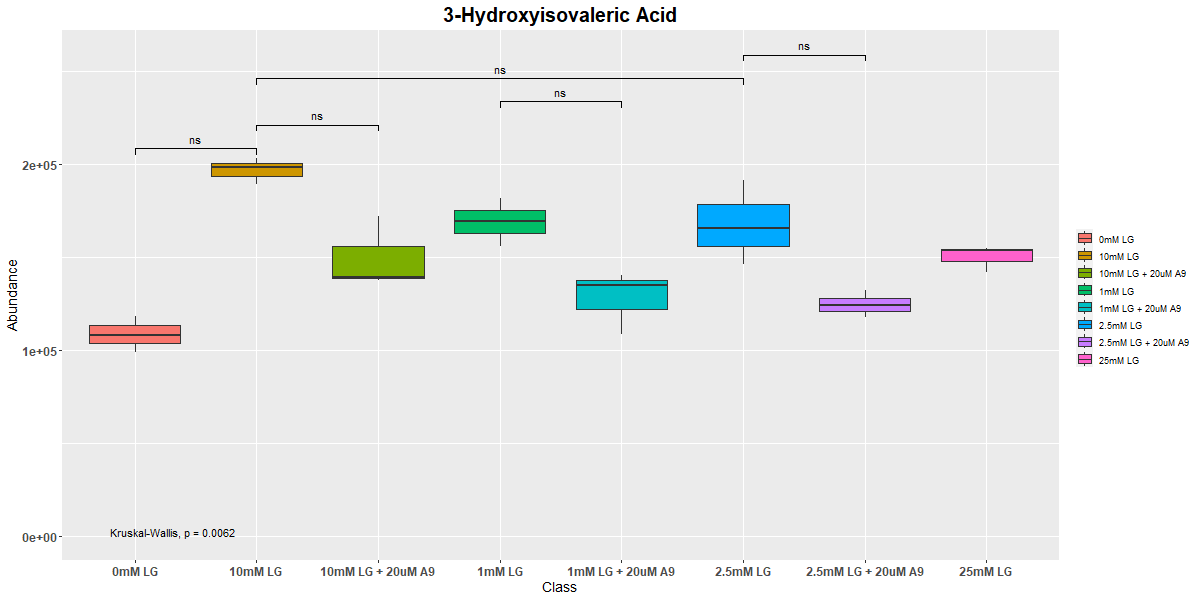 3-Hydroxyisovaleric Acid
ns
ns
ns
ns
ns
2e+05
1e+05
0e+00
Abundance
Kruskal-Wallis, p = 0.0062
0mM LG
10mM LG
10mM LG + 20uM A9
1mM LG
1mM LG + 20uM A9
2.5mM LG
2.5mM LG + 20uM A9
25mM LG
Class
0mM LG
10mM LG
10mM LG + 20uM A9
1mM LG
1mM LG + 20uM A9
2.5mM LG
2.5mM LG + 20uM A9
25mM LG